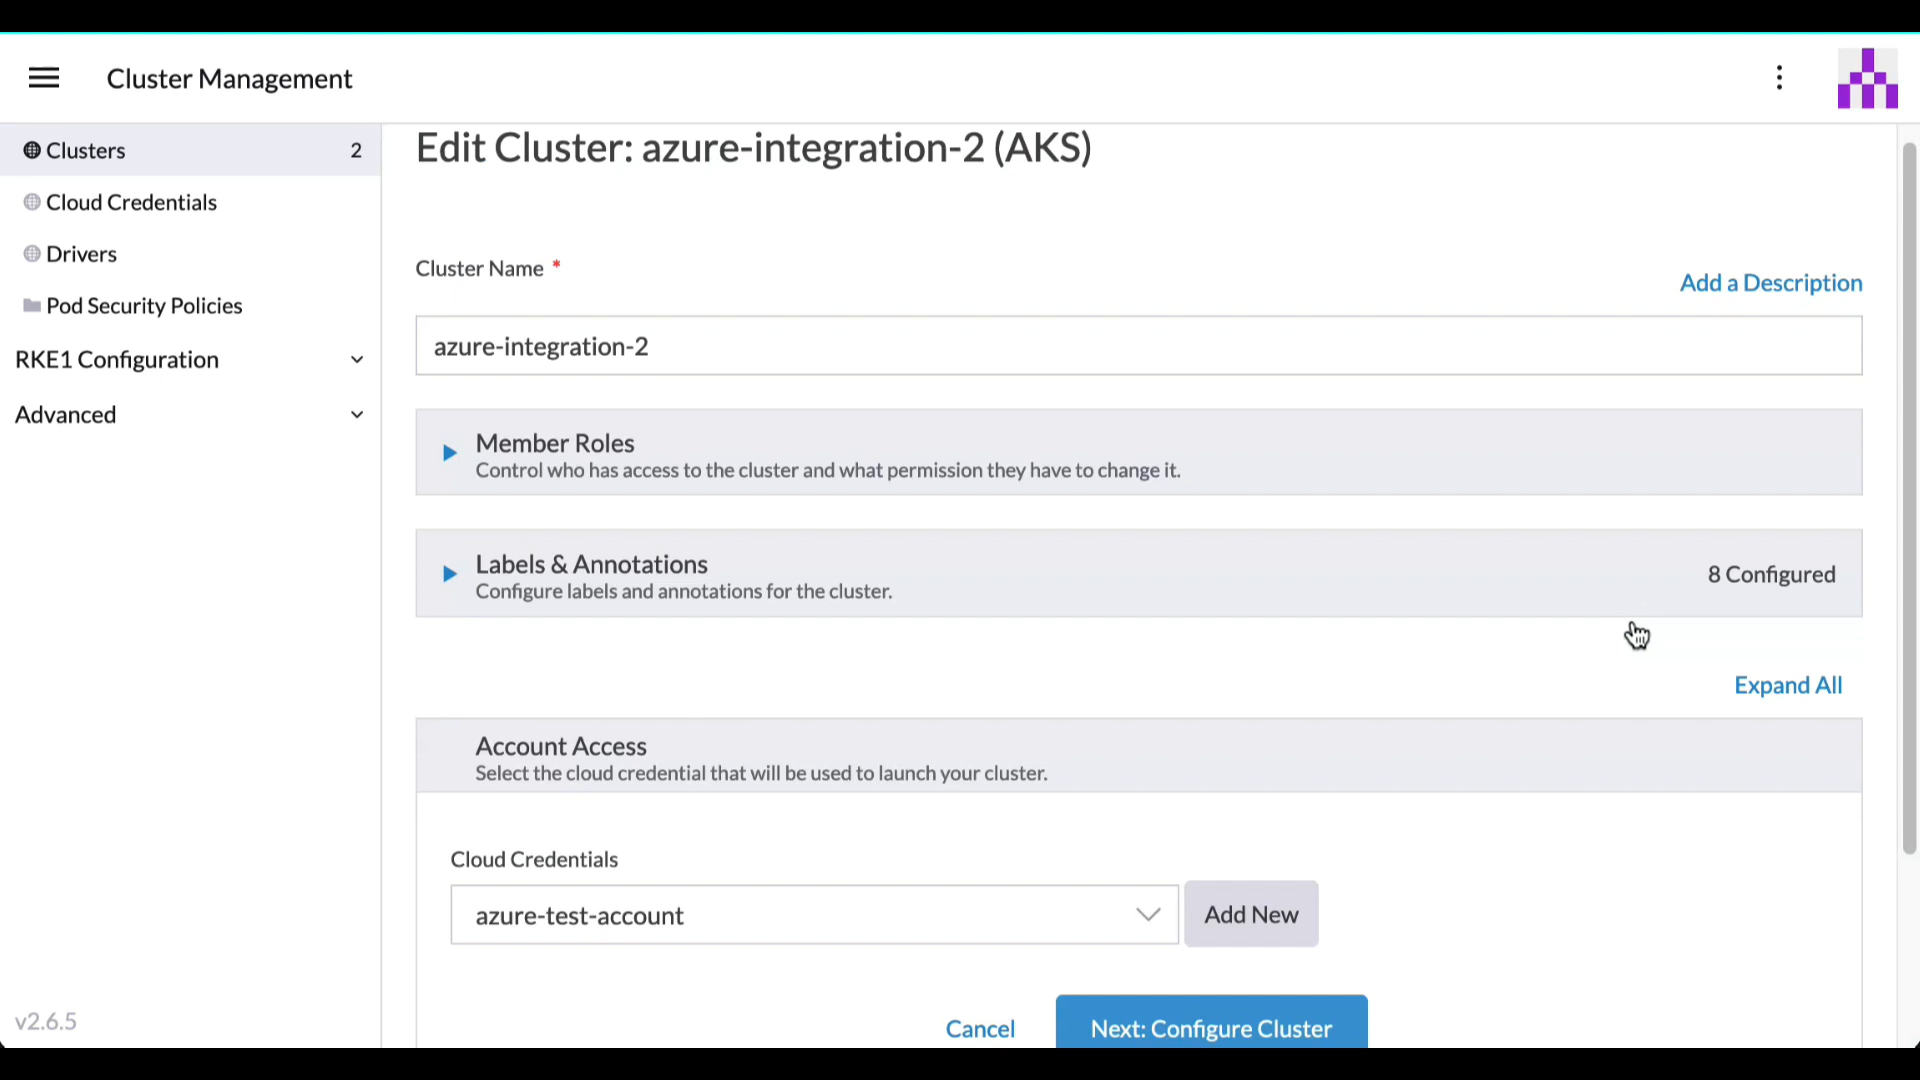 Cluster Management
Clusters 2
Cloud Credentials
Drivers
Pod Security Policies
RKE1 Configuration
Advanced
v2.6.5
Edit Cluster: azure-integration-2 (AKS)
Cluster Name *
Add a Description
azure-integration-2
Member Roles
Control who has access to the cluster and what permission they have to change it.
Labels & Annotations
Configure labels and annotations for the cluster.
8 Configured
Expand All
Account Access
Select the cloud credential that will be used to launch your cluster.
Cloud Credentials
azure-test-account
Add New
Cancel
Next: Configure Cluster